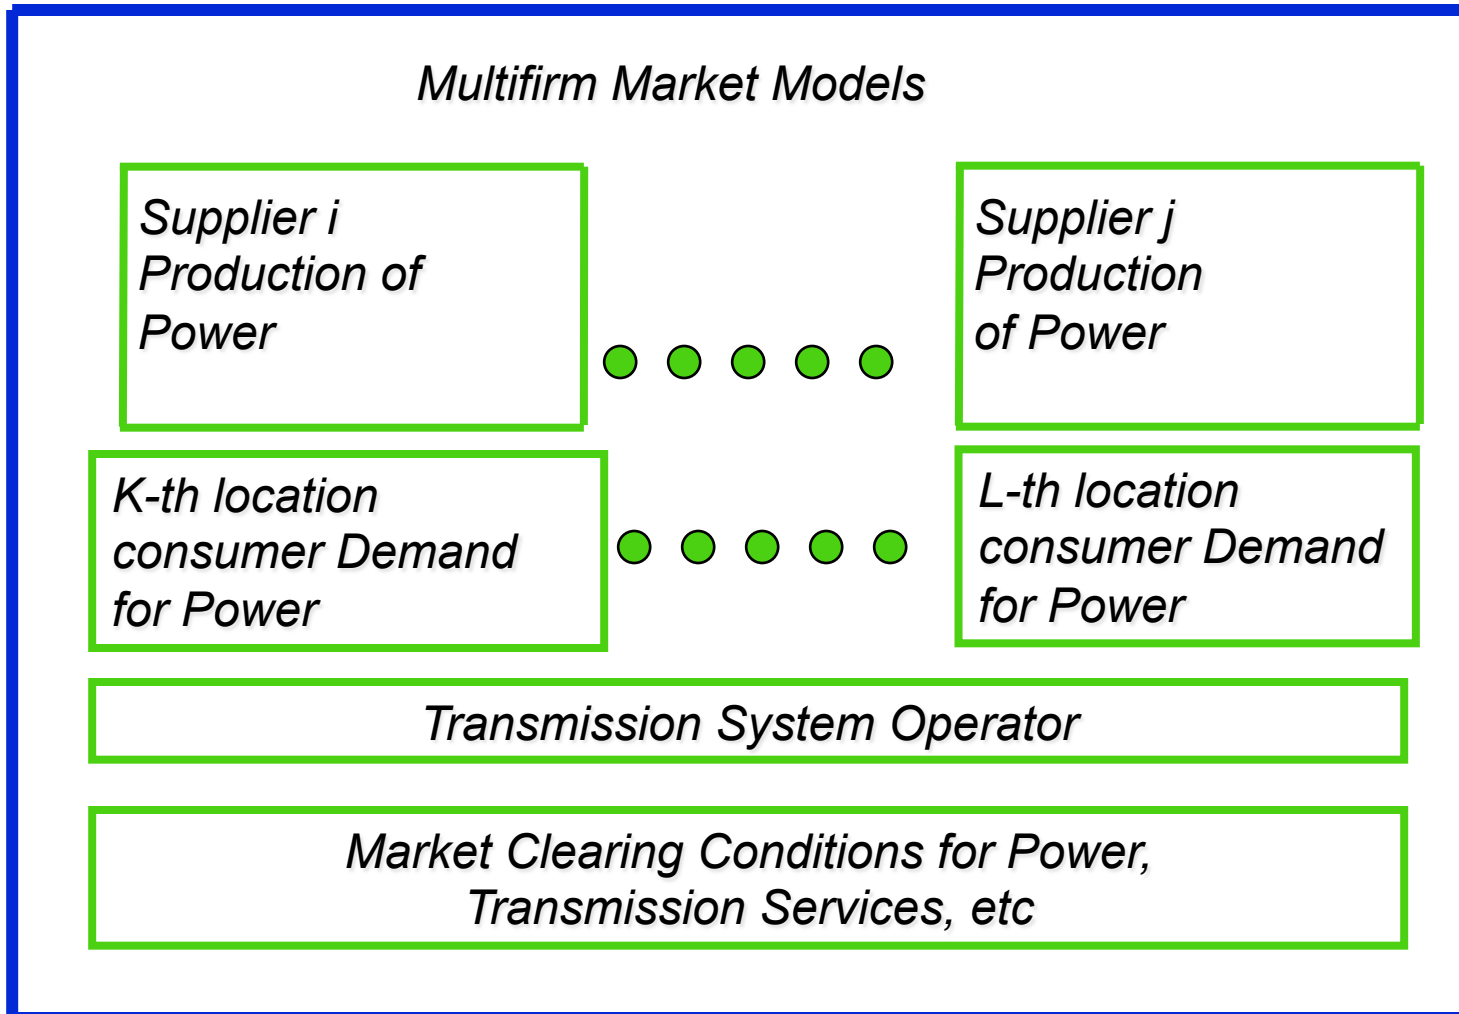 Multifirm Market Models
Supplier i
Production of
Power
Supplier j
Production
of Power
K-th location
consumer Demand
for Power
L-th location
consumer Demand
for Power
Transmission System Operator
Market Clearing Conditions for Power,
Transmission Services, etc